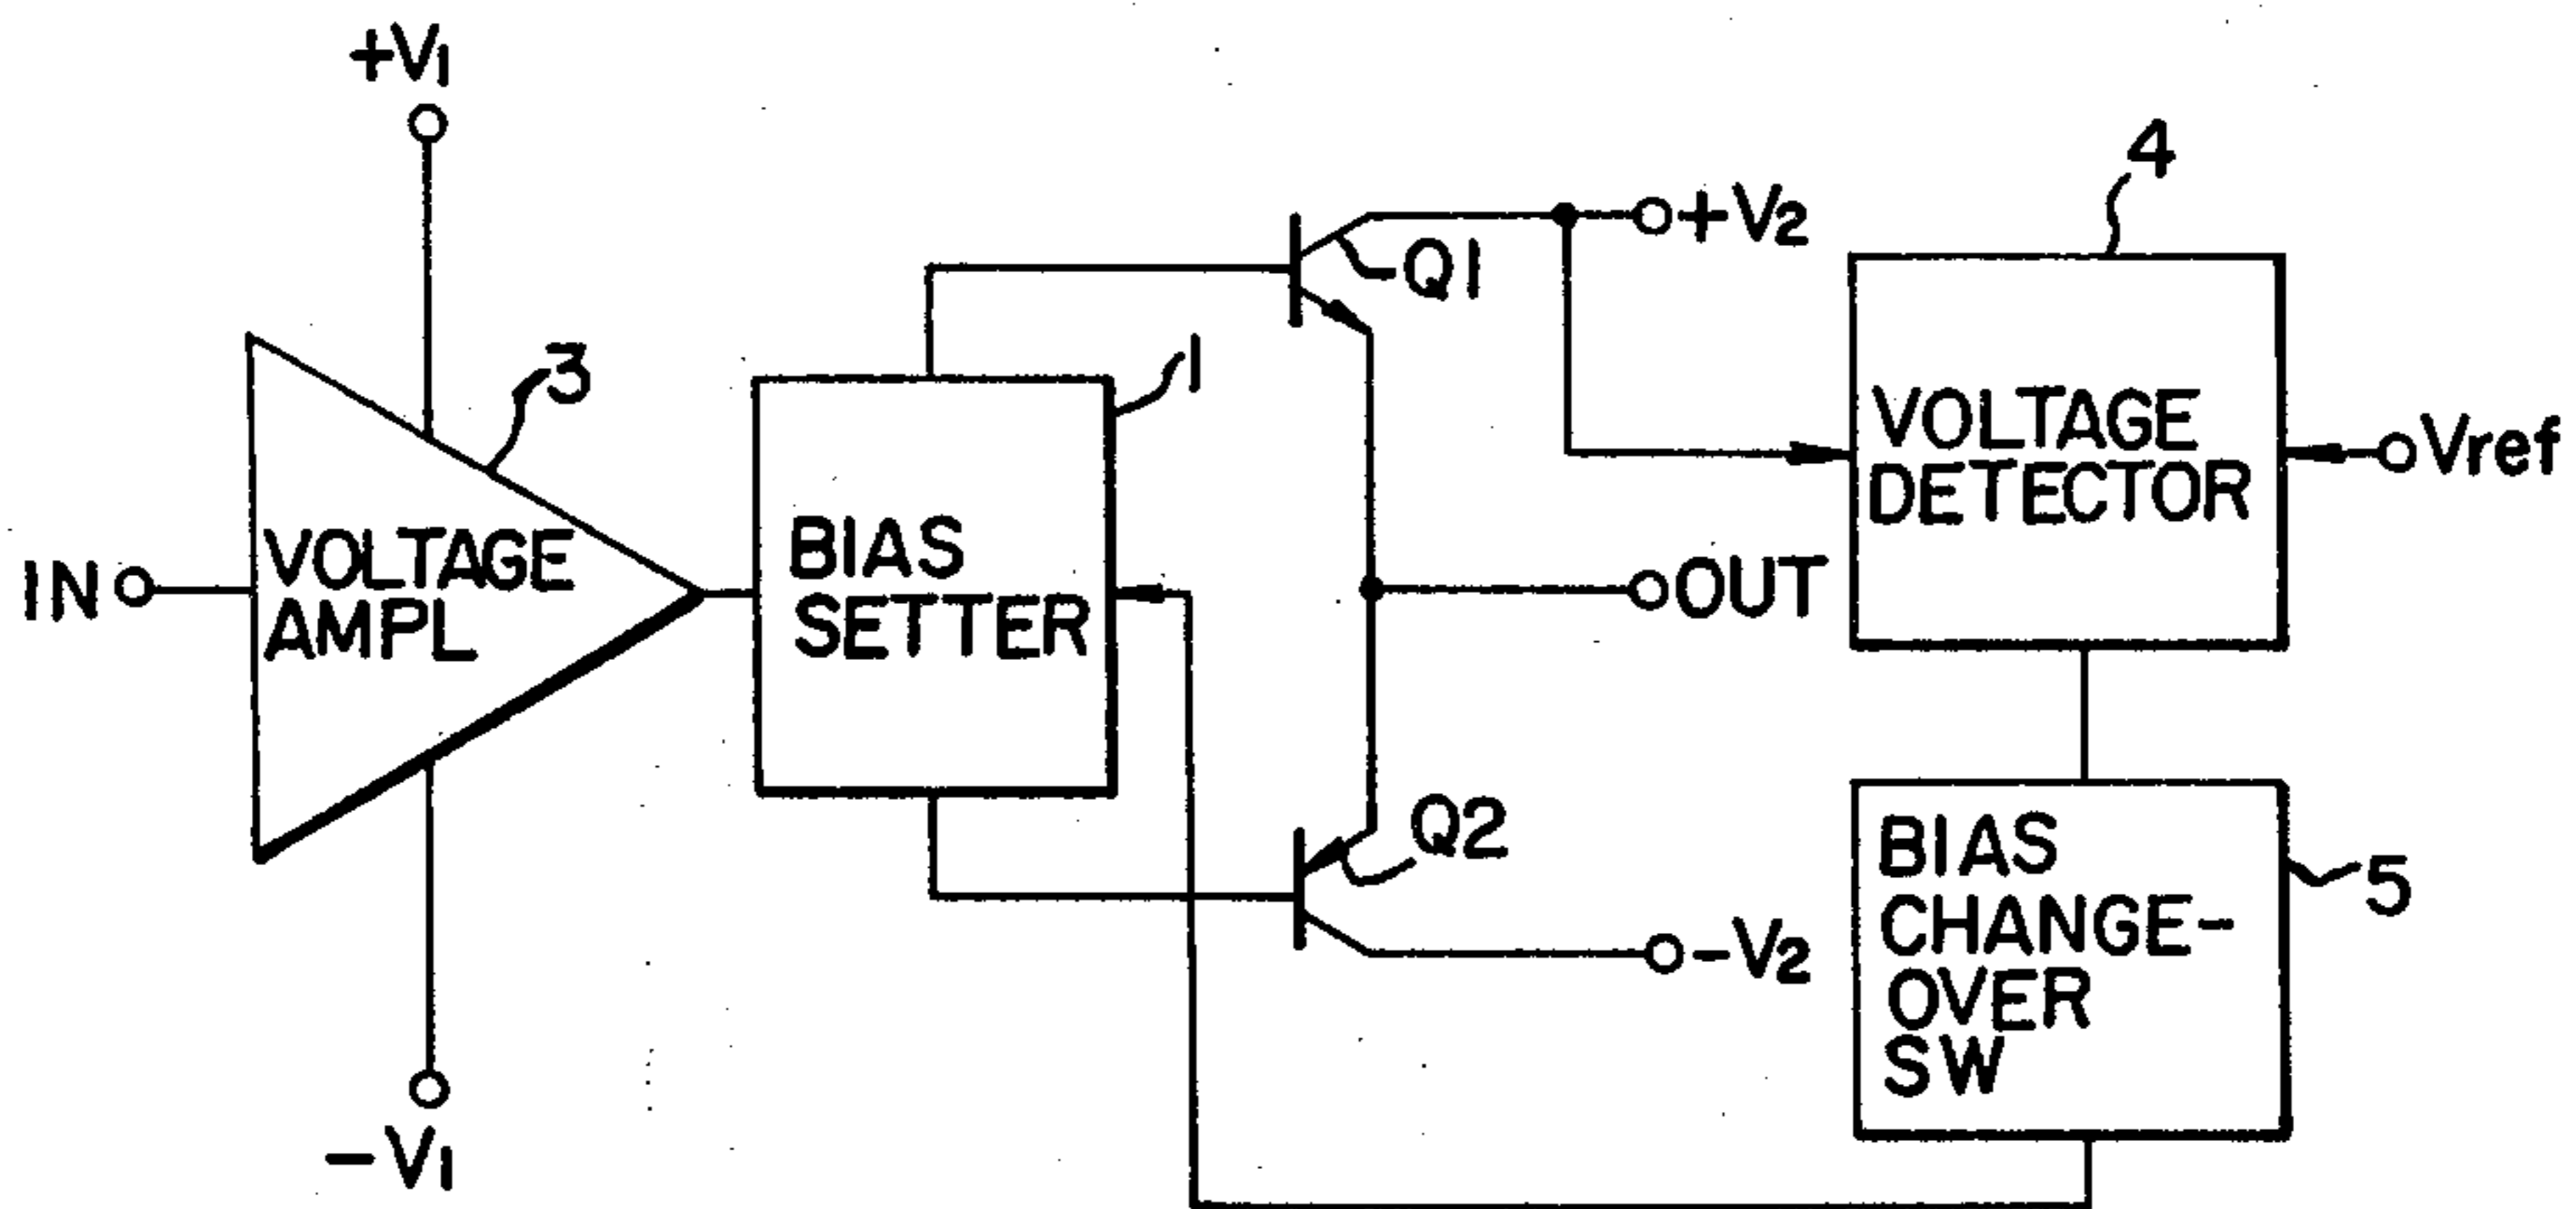 +V1
3
VOLTAGE
AMPL
IN
-V1
1
BIAS
SETTER
Q1
+V2
OUT
Q2
-V2
4
VOLTAGE
DETECTOR
Vref
BIAS
CHANGE-
OVER
SW
5